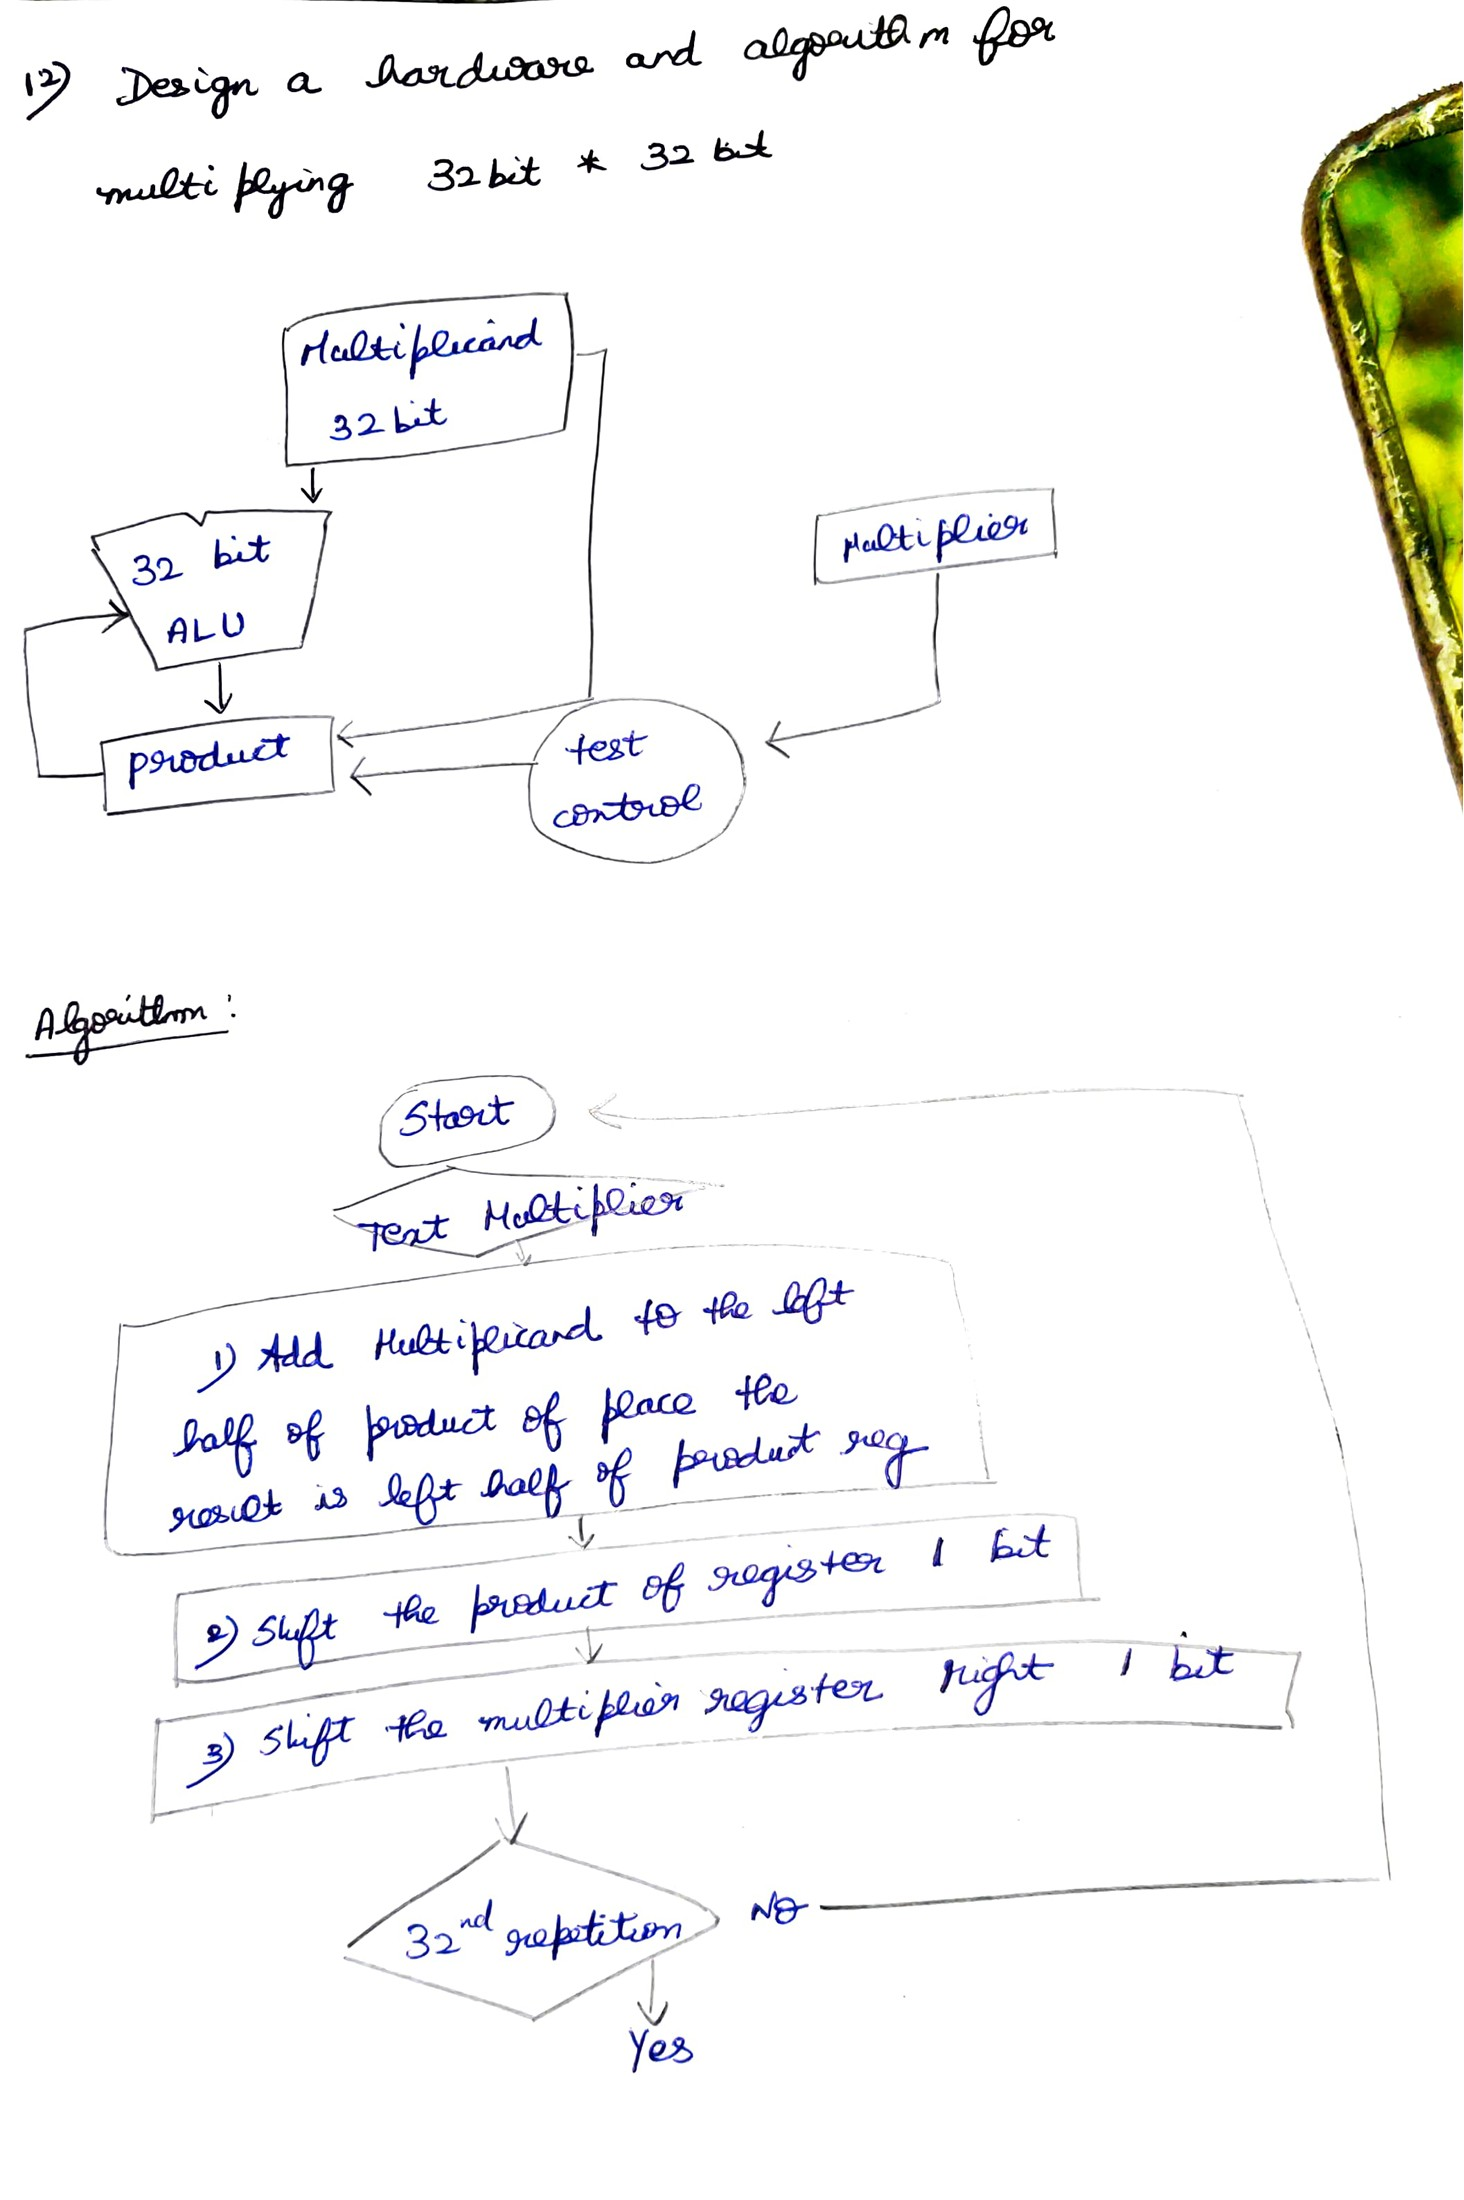 12) Design a hardware and algorithm for
multiplying 32 bit * 32 bit
Multiplicand
32 bit
32 bit
ALU
Multiplier
product
test
control
Algorithm :
Start
Text Multiplier
1) Add Multiplicand to the left
half of product of place the
result is left half of product reg
2) Shift the product of register 1 bit
3) Shift the multiplier register right 1 bit
32nd repetition
NO
Yes